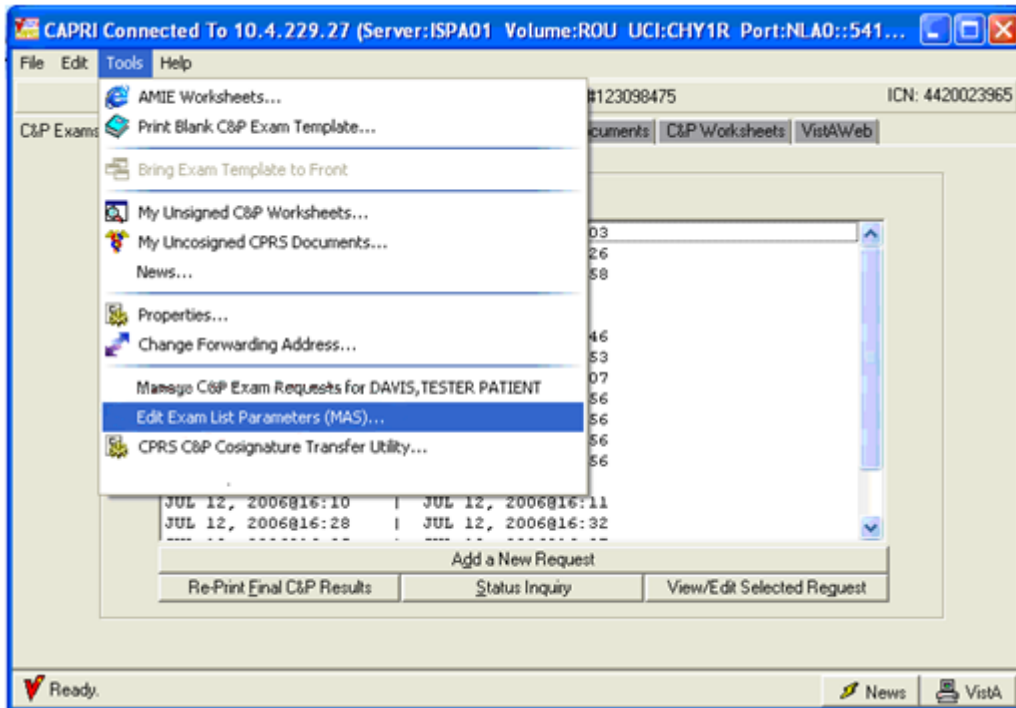 CAPRI Connected To 10.4.229.27 (Server:ISPA01 Volume:ROU UCI:CHY1R Port:NLA0::541...
File Edit Tools Help
#123098475 ICN: 4420023965
AMIE Worksheets...
C&P Exams cuments C&P Worksheets VistAWeb
Print Blank C&P Exam Template...
Bring Exam Template to Front
My Unsigned C&P Worksheets...
03
My Uncosigned CPRS Documents...
26
News...
58
Properties...
Change Forwarding Address...
46
53
Manage C&P Exam Requests for DAVIS,TESTER PATIENT
07
56
Edit Exam List Parameters (MAS)...
56
CPRS C&P Cosignature Transfer Utility...
56
56
JUL 12, 2006@16:10 | JUL 12, 2006@16:11
JUL 12, 2006@16:28 | JUL 12, 2006@16:32
Add a New Request
Re-Print Final C&P Results Status Inquiry View/Edit Selected Request
Ready. News VistA